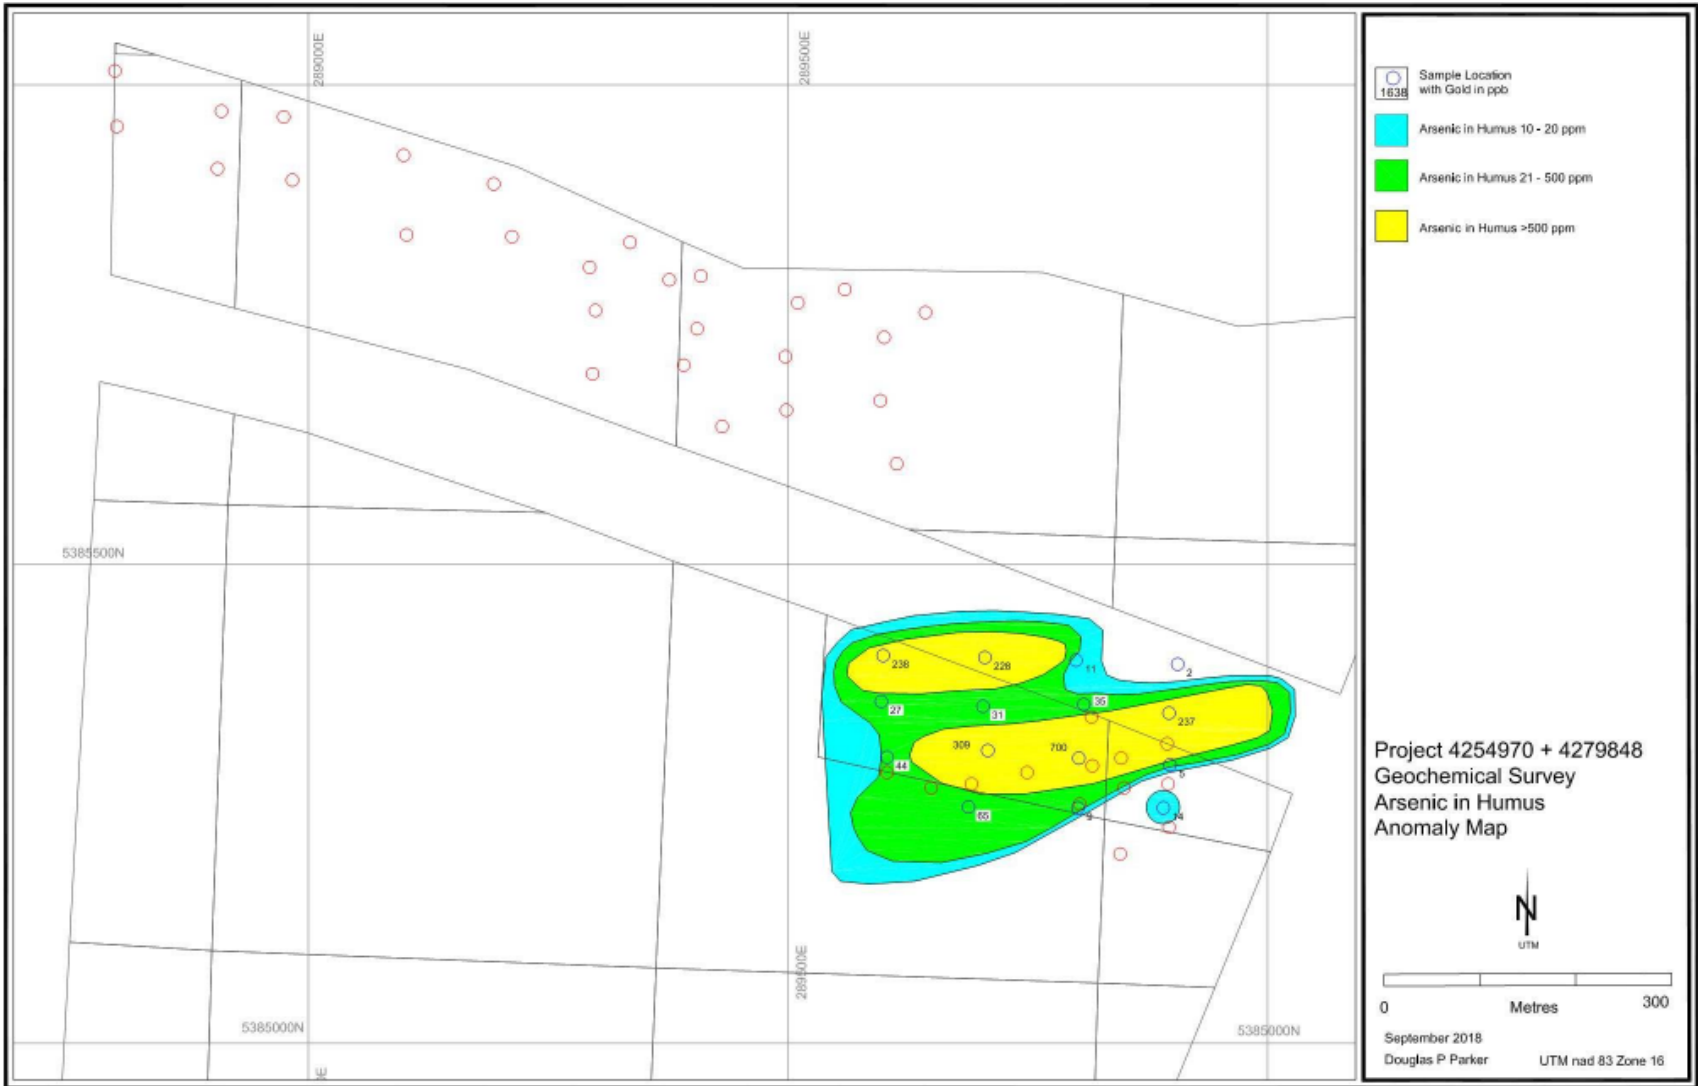 289000E
289500E
5385500N
238
228
11
2
27
31
35
237
309
700
44
5
65
9
14
289500E
5385000N
5385000N
E
1638
Sample Location
with Gold in ppb
Arsenic in Humus 10 - 20 ppm
Arsenic in Humus 21 - 500 ppm
Arsenic in Humus >500 ppm
Project 4254970 + 4279848
Geochemical Survey
Arsenic in Humus
Anomaly Map
N
UTM
0 Metres 300
September 2018
Douglas P Parker UTM nad 83 Zone 16